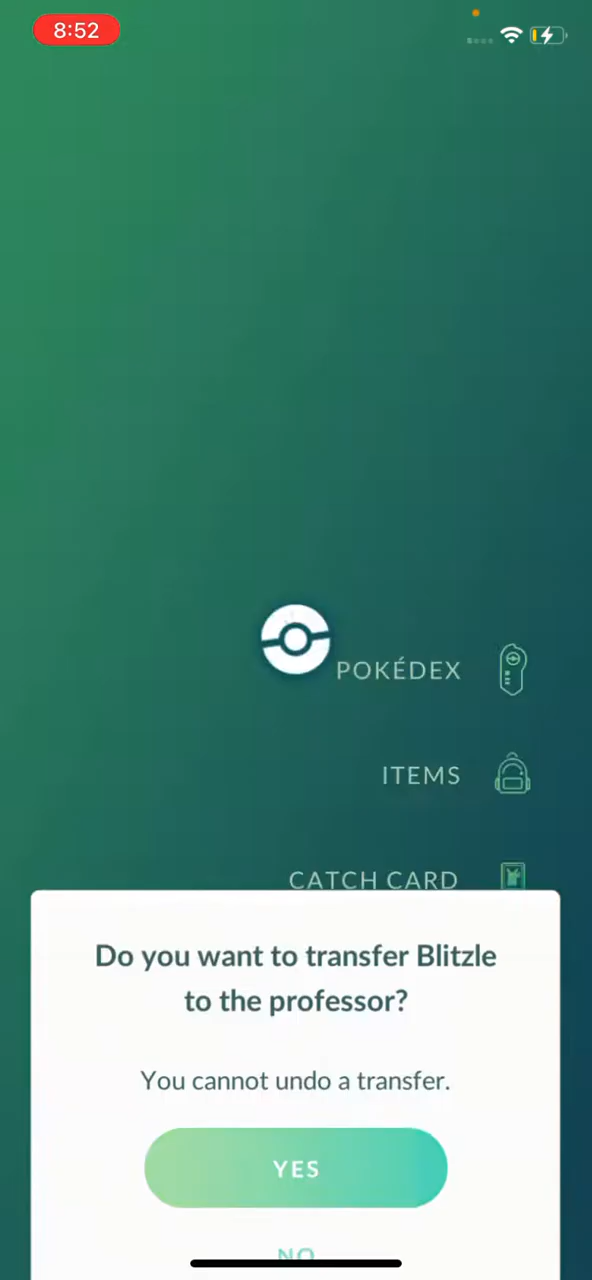 8:52
POKÉDEX
ITEMS
CATCH CARD
Do you want to transfer Blitzle
to the professor?
You cannot undo a transfer.
YES
NO